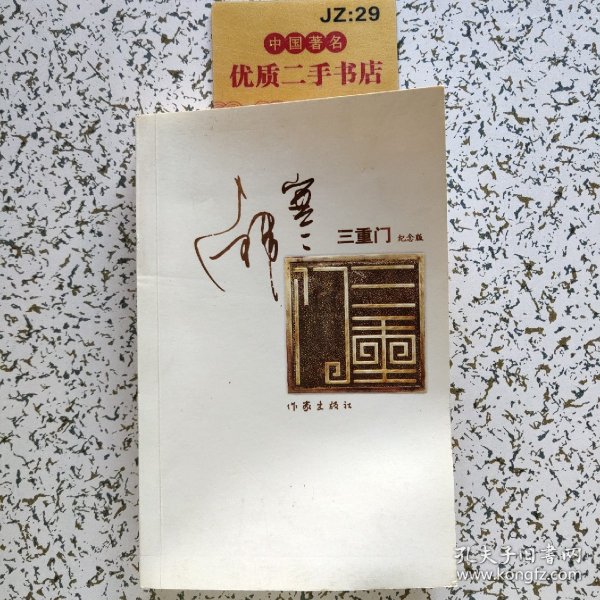 JZ:29
中国著名
优质二手书店
韩寒
三重门 纪念版
三重门
作家出版社
孔夫子旧书网
www.kongfz.com